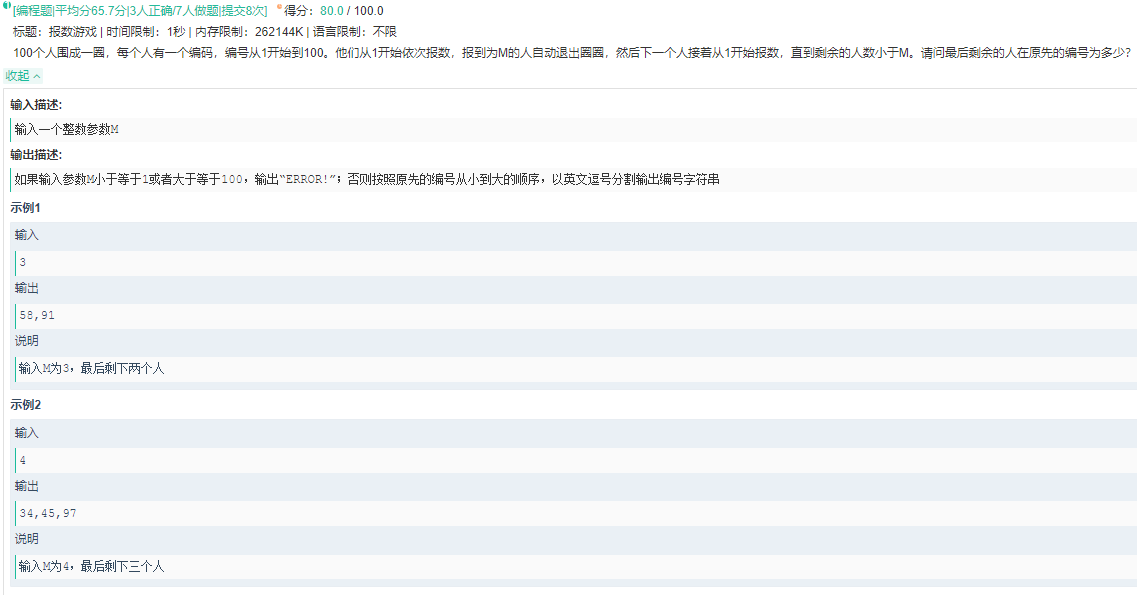 [编程题|平均分65.7分|3人正确/7人做题|提交8次] 得分：80.0 / 100.0
标题：报数游戏 | 时间限制：1秒 | 内存限制：262144K | 语言限制：不限
100个人围成一圈，每个人有一个编码，编号从1开始到100。他们从1开始依次报数，报到为M的人自动退出圈圈，然后下一个人接着从1开始报数，直到剩余的人数小于M。请问最后剩余的人在原先的编号为多少？
收起
输入描述:
输入一个整数参数M
输出描述:
如果输入参数M小于等于1或者大于等于100，输出“ERROR!”；否则按照原先的编号从小到大的顺序，以英文逗号分割输出编号字符串
示例1
输入
3
输出
58,91
说明
输入M为3，最后剩下两个人
示例2
输入
4
输出
34,45,97
说明
输入M为4，最后剩下三个人